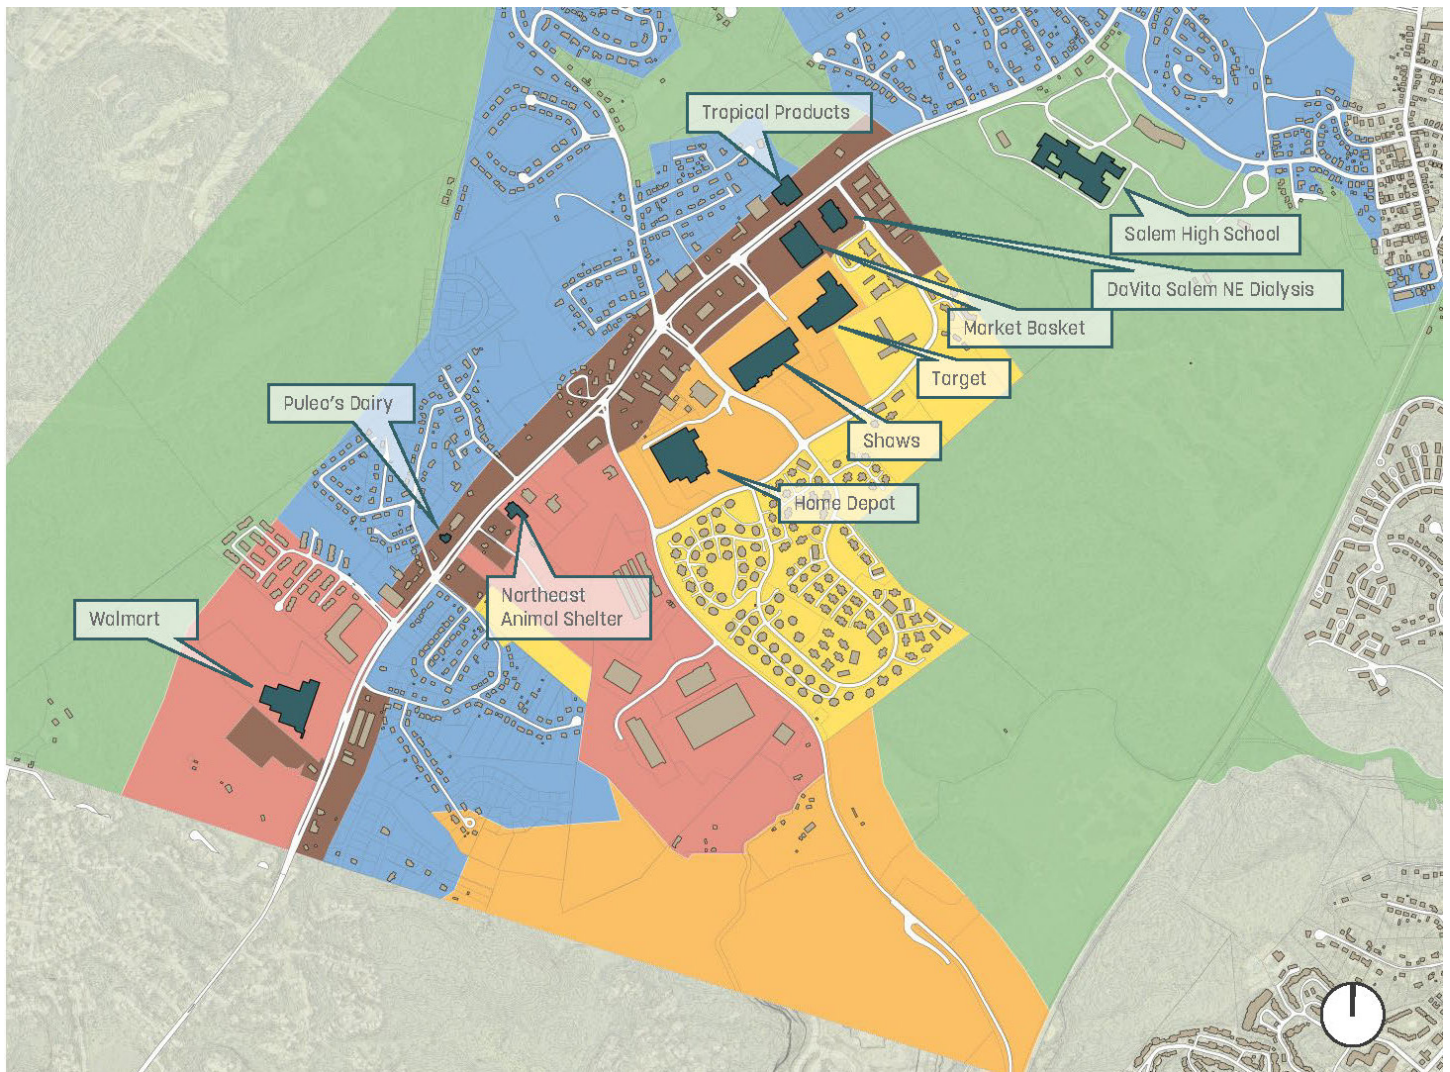 Tropical Products
Salem High School
DaVita Salem NE Dialysis
Market Basket
Target
Puleo's Dairy
Shaws
Home Depot
Northeast
Animal Shelter
Walmart